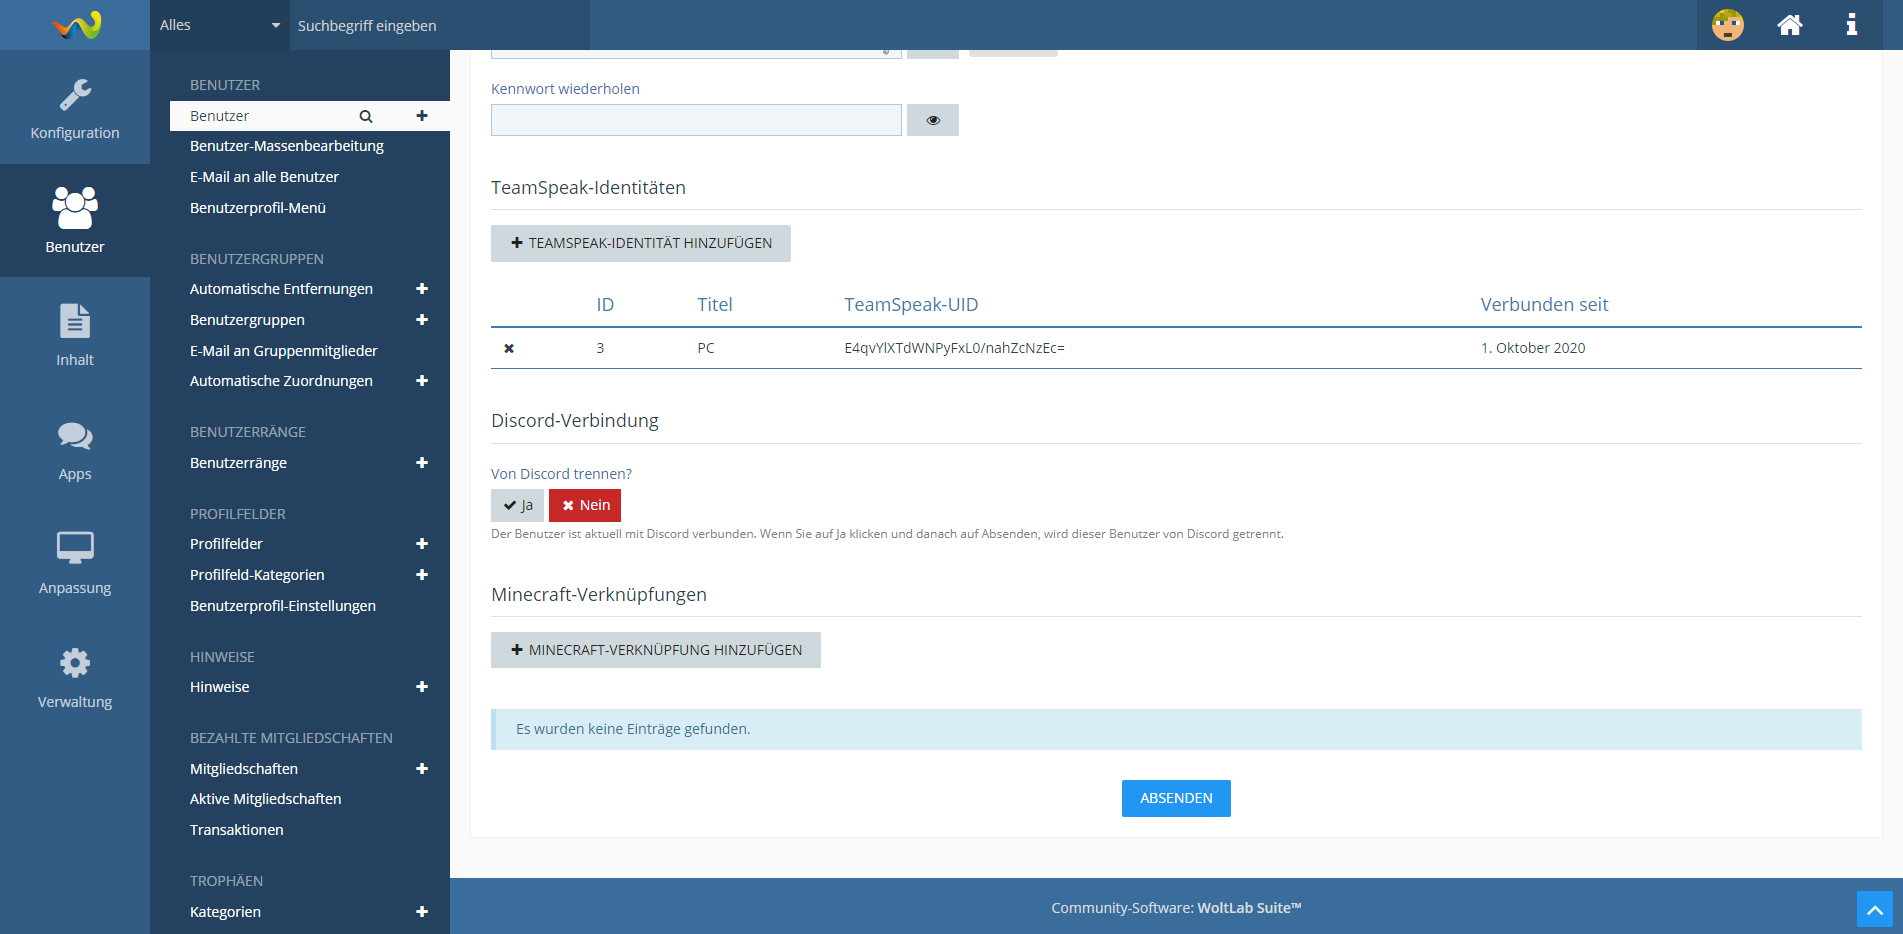 Alles
Suchbegriff eingeben
Konfiguration
Benutzer
Inhalt
Apps
Anpassung
Verwaltung
BENUTZER
Benutzer
Benutzer-Massenbearbeitung
E-Mail an alle Benutzer
Benutzerprofil-Menü
BENUTZERGRUPPEN
Automatische Entfernungen
Benutzergruppen
E-Mail an Gruppenmitglieder
Automatische Zuordnungen
BENUTZERRÄNGE
Benutzerränge
PROFILFELDER
Profilfelder
Profilfeld-Kategorien
Benutzerprofil-Einstellungen
HINWEISE
Hinweise
BEZAHLTE MITGLIEDSCHAFTEN
Mitgliedschaften
Aktive Mitgliedschaften
Transaktionen
TROPHÄEN
Kategorien
Kennwort wiederholen
TeamSpeak-Identitäten
TEAMSPEAK-IDENTITÄT HINZUFÜGEN
ID Titel TeamSpeak-UID Verbunden seit
3 PC E4qvYlXTdWNPyFxL0/nahZcNzEc= 1. Oktober 2020
Discord-Verbindung
Von Discord trennen?
Ja Nein
Der Benutzer ist aktuell mit Discord verbunden. Wenn Sie auf Ja klicken und danach auf Absenden, wird dieser Benutzer von Discord getrennt.
Minecraft-Verknüpfungen
MINECRAFT-VERKNÜPFUNG HINZUFÜGEN
Es wurden keine Einträge gefunden.
ABSENDEN
Community-Software: WoltLab Suite™